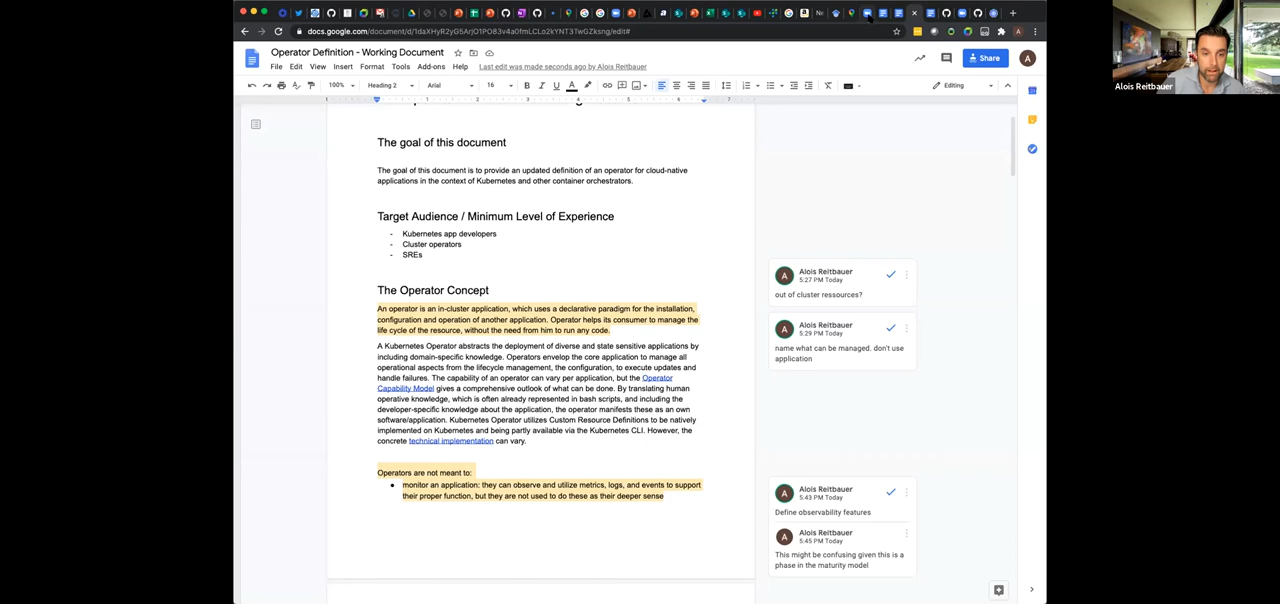 docs.google.com/document/d/1daXHyR2yG5ArjO1PO83v4a0fmLCLo2kYNT3TwGZksng/edit#
Operator Definition - Working Document
File Edit View Insert Format Tools Add-ons Help Last edit was made seconds ago by Alois Reitbauer
Share
A
100% Heading 2 Arial 16 B I U A Editing
The goal of this document
The goal of this document is to provide an updated definition of an operator for cloud-native
applications in the context of Kubernetes and other container orchestrators.
Target Audience / Minimum Level of Experience
- Kubernetes app developers
- Cluster operators
- SREs
The Operator Concept
An operator is an in-cluster application, which uses a declarative paradigm for the installation,
configuration and operation of another application. Operator helps its consumer to manage the
life cycle of the resource, without the need from him to run any code.
A Kubernetes Operator abstracts the deployment of diverse and state sensitive applications by
including domain-specific knowledge. Operators envelop the core application to manage all
operational aspects from the lifecycle management, the configuration, to execute updates and
handle failures. The capability of an operator can vary per application, but the Operator
Capability Model gives a comprehensive outlook of what can be done. By translating human
operative knowledge, which is often already represented in bash scripts, and including the
developer-specific knowledge about the application, the operator manifests these as an own
software/application. Kubernetes Operator utilizes Custom Resource Definitions to be natively
implemented on Kubernetes and being partly available via the Kubernetes CLI. However, the
concrete technical implementation can vary.
Operators are not meant to:
● monitor an application: they can observe and utilize metrics, logs, and events to support
their proper function, but they are not used to do these as their deeper sense
A
Alois Reitbauer
5:27 PM Today
out of cluster ressources?
A
Alois Reitbauer
5:29 PM Today
name what can be managed. don't use
application
A
Alois Reitbauer
5:43 PM Today
Define observability features
A
Alois Reitbauer
5:45 PM Today
This might be confusing given this is a
phase in the maturity model
Alois Reitbauer